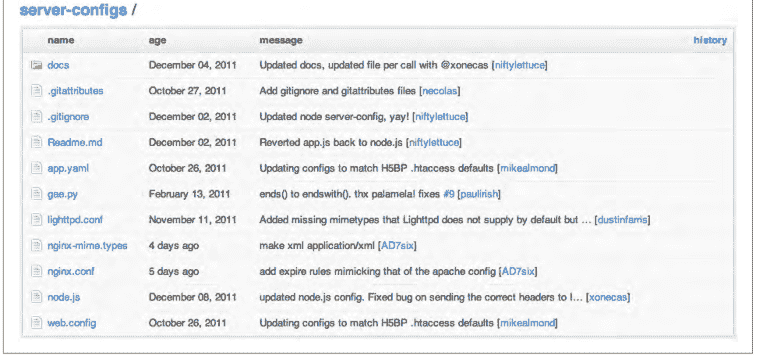 server-configs /
name age message history
docs December 04, 2011 Updated docs, updated file per call with @xonecas [niftylettuce]
.gitattributes October 27, 2011 Add gitignore and gitattributes files [necolas]
.gitignore December 02, 2011 Updated node server-config, yay! [niftylettuce]
Readme.md December 02, 2011 Reverted app.js back to node.js [niftylettuce]
app.yaml October 26, 2011 Updating configs to match H5BP .htaccess defaults [mikealmond]
gae.py February 13, 2011 ends() to endswith(). thx palamela! fixes #9 [paulirish]
lighttpd.conf November 11, 2011 Added missing mimetypes that Lighttpd does not supply by default but … [dustinfarris]
nginx-mime.types 4 days ago make xml application/xml [AD7six]
nginx.conf 5 days ago add expire rules mimicking that of the apache config [AD7six]
node.js December 08, 2011 updated node.js config. Fixed bug on sending the correct headers to I… [xonecas]
web.config October 26, 2011 Updating configs to match H5BP .htaccess defaults [mikealmond]